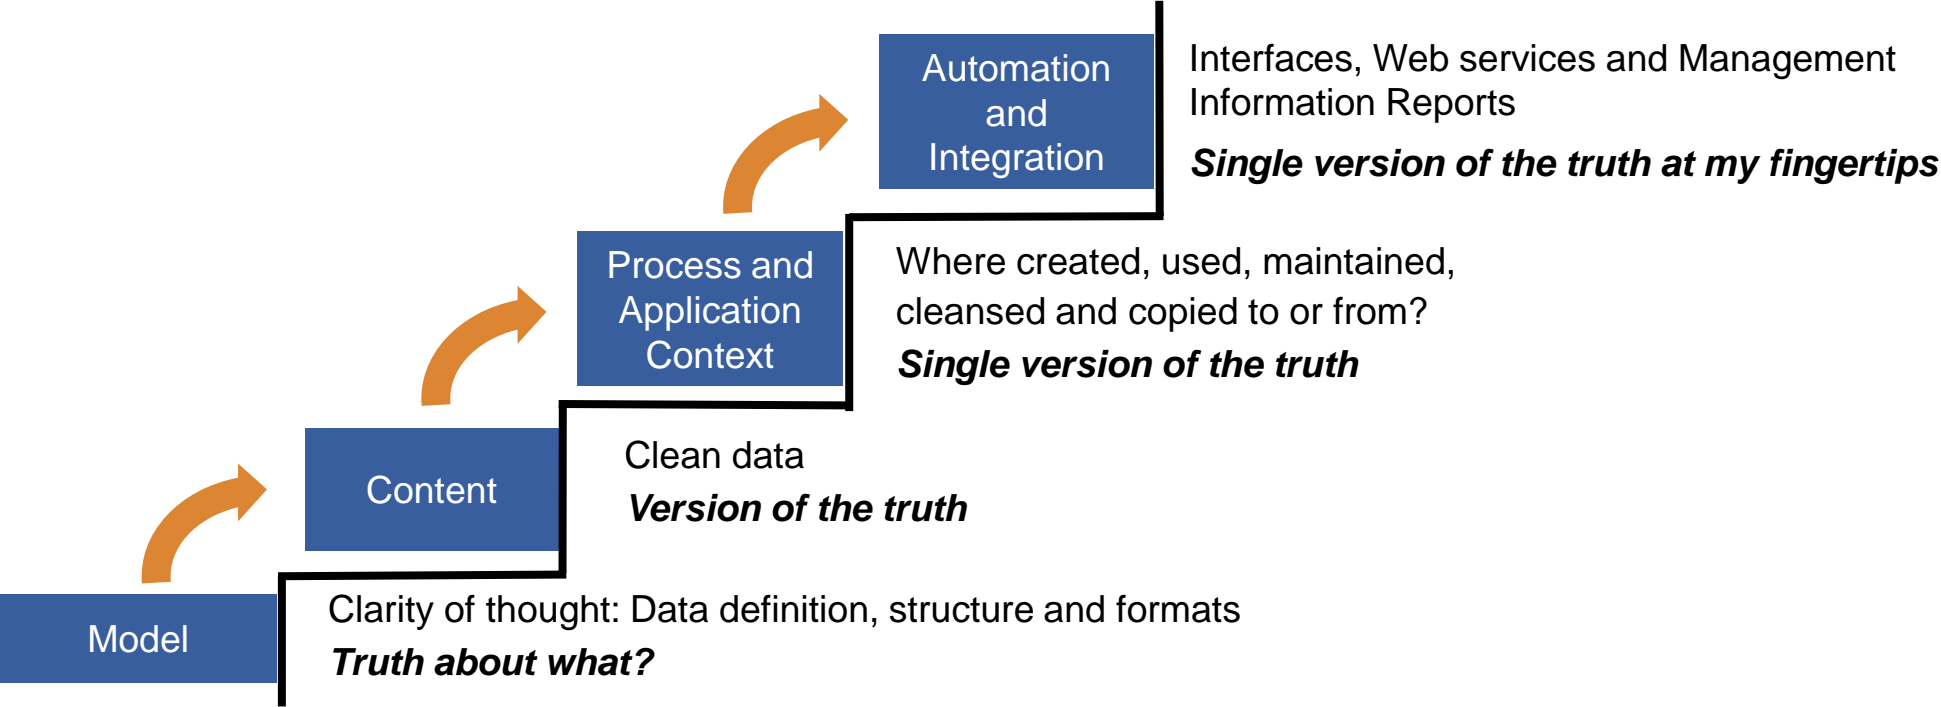 Automation
and
Integration
Interfaces, Web services and Management
Information Reports
Single version of the truth at my fingertips
Process and
Application
Context
Where created, used, maintained,
cleansed and copied to or from?
Single version of the truth
Content
Clean data
Version of the truth
Model
Clarity of thought: Data definition, structure and formats
Truth about what?